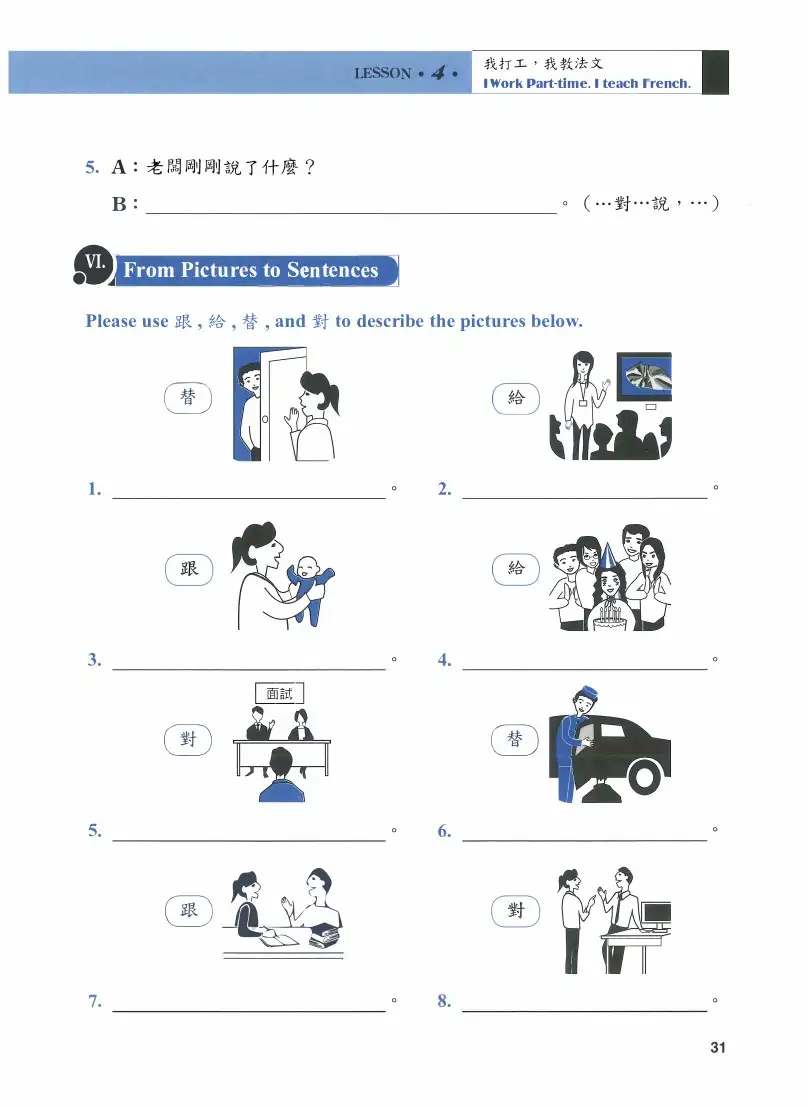 LESSON • 4 •
我打工，我教法文
I Work Part-time. I teach French.
5. A：老闆剛剛說了什麼？
B：＿＿＿＿＿＿＿＿＿＿＿＿＿＿＿＿。（…對…說，…）
VI. From Pictures to Sentences
Please use 跟 , 給 , 替 , and 對 to describe the pictures below.
替
給
1. ＿＿＿＿＿＿＿＿＿＿。
2. ＿＿＿＿＿＿＿＿＿＿。
跟
給
3. ＿＿＿＿＿＿＿＿＿＿。
4. ＿＿＿＿＿＿＿＿＿＿。
面試
對
替
5. ＿＿＿＿＿＿＿＿＿＿。
6. ＿＿＿＿＿＿＿＿＿＿。
跟
對
7. ＿＿＿＿＿＿＿＿＿＿。
8. ＿＿＿＿＿＿＿＿＿＿。
31